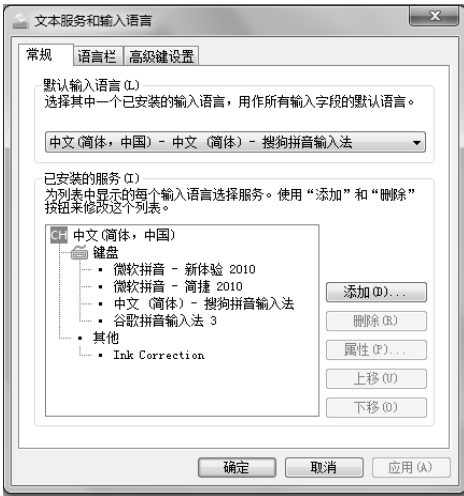 文本服务和输入语言
常规 语言栏 高级键设置
默认输入语言(L)
选择其中一个已安装的输入语言，用作所有输入字段的默认语言。
中文(简体，中国) - 中文 (简体) - 搜狗拼音输入法
已安装的服务(I)
为列表中显示的每个输入语言选择服务。使用“添加”和“删除”
按钮来修改这个列表。
CH 中文(简体，中国)
键盘
微软拼音 - 新体验 2010
微软拼音 - 简捷 2010
中文 (简体) - 搜狗拼音输入法
谷歌拼音输入法 3
其他
Ink Correction
添加(D)...
删除(R)
属性(P)...
上移(U)
下移(O)
确定 取消 应用(A)